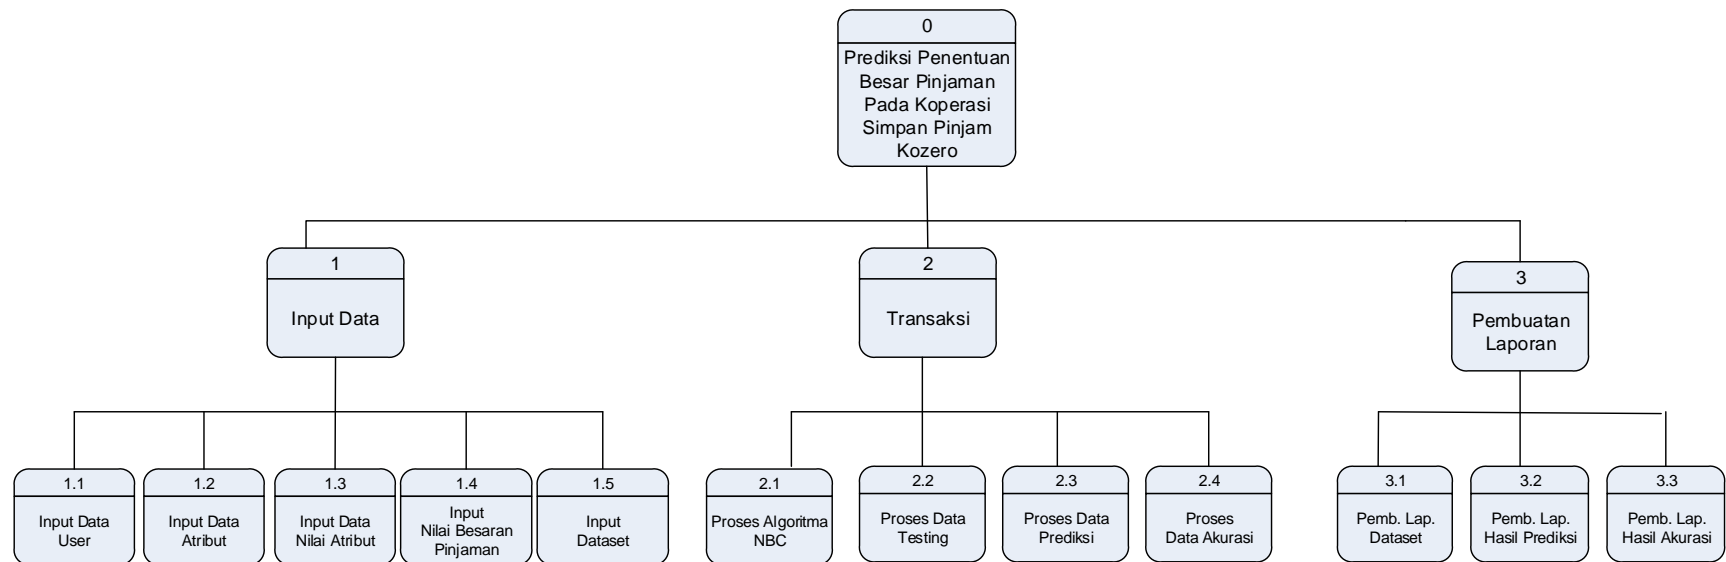 0
Prediksi Penentuan
Besar Pinjaman
Pada Koperasi
Simpan Pinjam
Kozero
1
Input Data
2
Transaksi
3
Pembuatan
Laporan
1.1
Input Data
User
1.2
Input Data
Atribut
1.3
Input Data
Nilai Atribut
1.4
Input
Nilai Besaran
Pinjaman
1.5
Input
Dataset
2.1
Proses Algoritma
NBC
2.2
Proses Data
Testing
2.3
Proses Data
Prediksi
2.4
Proses
Data Akurasi
3.1
Pemb. Lap.
Dataset
3.2
Pemb. Lap.
Hasil Prediksi
3.3
Pemb. Lap.
Hasil Akurasi